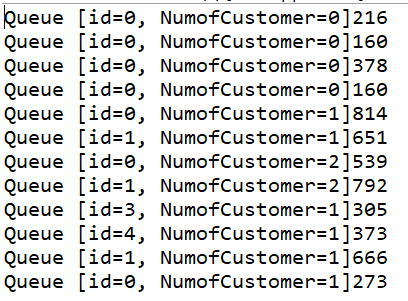 Queue [id=0, NumofCustomer=0]216
Queue [id=0, NumofCustomer=0]160
Queue [id=0, NumofCustomer=0]378
Queue [id=0, NumofCustomer=0]160
Queue [id=0, NumofCustomer=1]814
Queue [id=1, NumofCustomer=1]651
Queue [id=0, NumofCustomer=2]539
Queue [id=1, NumofCustomer=2]792
Queue [id=3, NumofCustomer=1]305
Queue [id=4, NumofCustomer=1]373
Queue [id=1, NumofCustomer=1]666
Queue [id=0, NumofCustomer=1]273